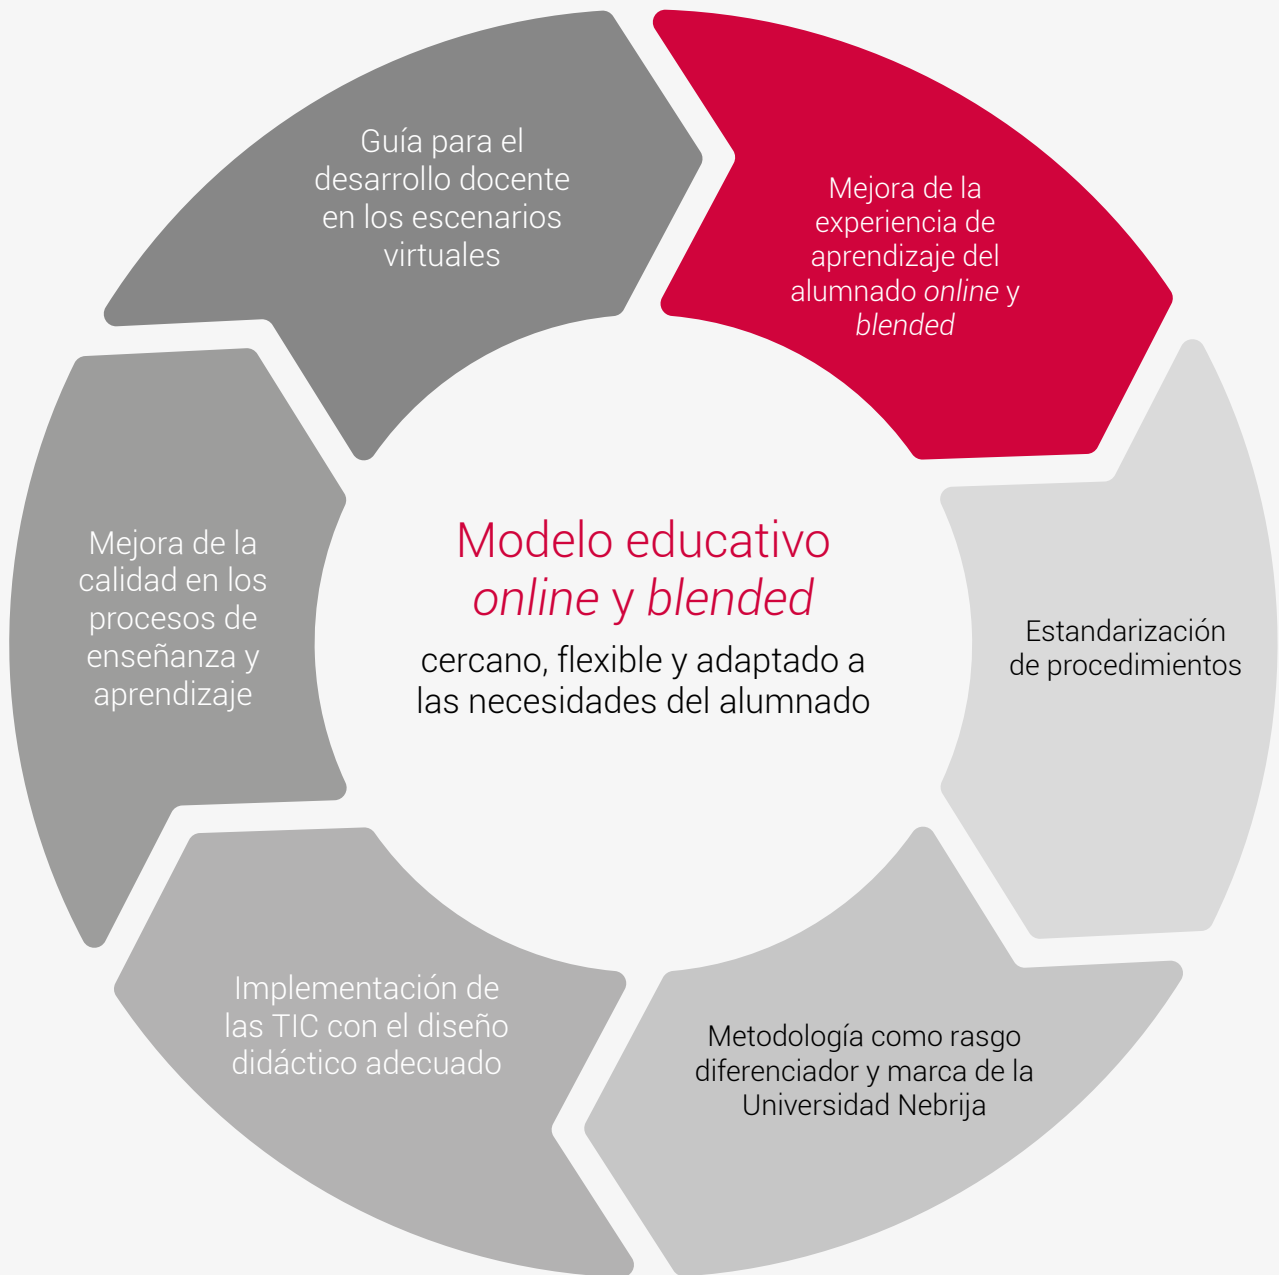 Guía para el
desarrollo docente
en los escenarios
virtuales
Mejora de la
experiencia de
aprendizaje del
alumnado online y
blended
Estandarización
de procedimientos
Metodología como rasgo
diferenciador y marca de la
Universidad Nebrija
Implementación de
las TIC con el diseño
didáctico adecuado
Mejora de la
calidad en los
procesos de
enseñanza y
aprendizaje
Modelo educativo
online y blended
cercano, flexible y adaptado a
las necesidades del alumnado